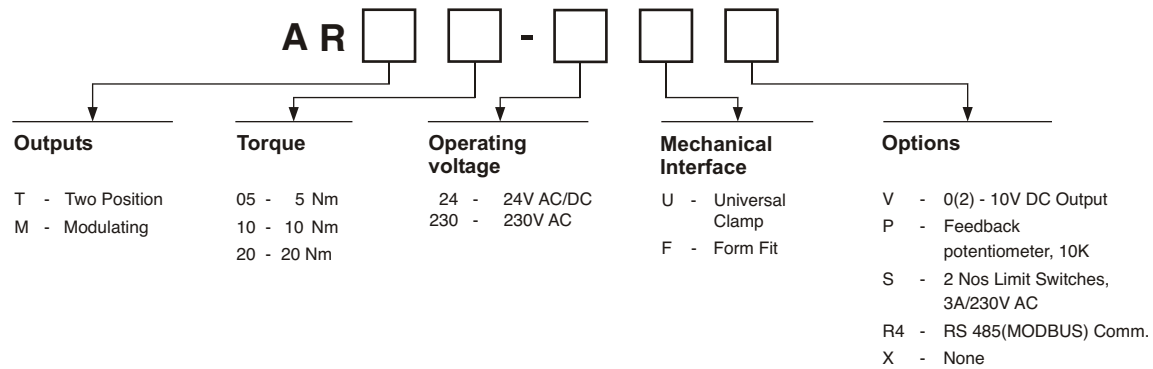 A R -
Outputs
T - Two Position
M - Modulating
Torque
05 - 5 Nm
10 - 10 Nm
20 - 20 Nm
Operating
voltage
24 - 24V AC/DC
230 - 230V AC
Mechanical
Interface
U - Universal
Clamp
F - Form Fit
Options
V - 0(2) - 10V DC Output
P - Feedback
potentiometer, 10K
S - 2 Nos Limit Switches,
3A/230V AC
R4 - RS 485(MODBUS) Comm.
X - None